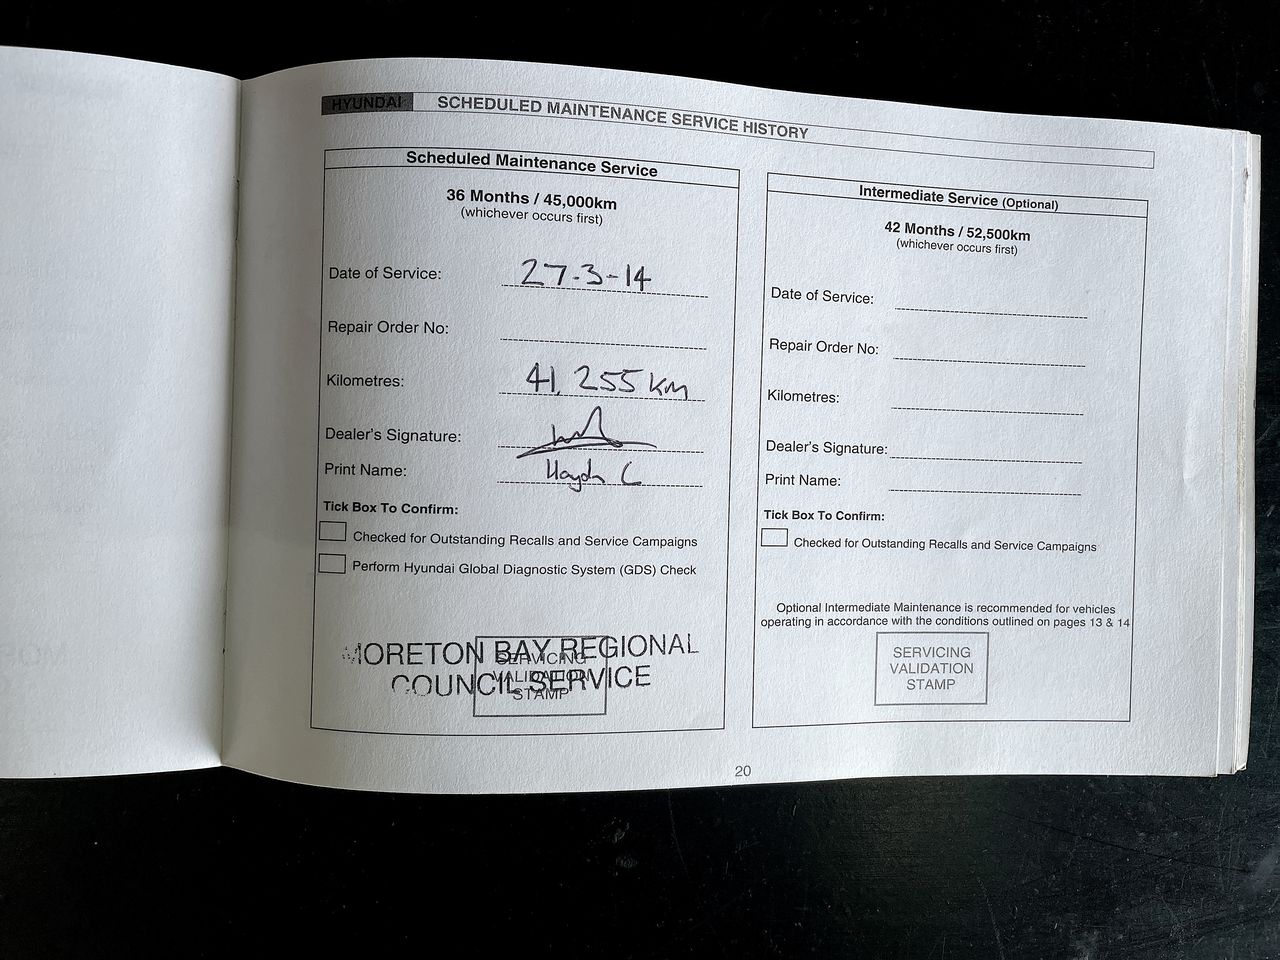 HYUNDAI SCHEDULED MAINTENANCE SERVICE HISTORY
Scheduled Maintenance Service
36 Months / 45,000km
(whichever occurs first)
Date of Service: 27-3-14
Repair Order No:
Kilometres: 41,255 km
Dealer's Signature:
Print Name: Haydn C
Tick Box To Confirm:
Checked for Outstanding Recalls and Service Campaigns
Perform Hyundai Global Diagnostic System (GDS) Check
MORETON BAY REGIONAL
COUNCIL SERVICE
SERVICING
VALIDATION
STAMP
Intermediate Service (Optional)
42 Months / 52,500km
(whichever occurs first)
Date of Service:
Repair Order No:
Kilometres:
Dealer's Signature:
Print Name:
Tick Box To Confirm:
Checked for Outstanding Recalls and Service Campaigns
Optional Intermediate Maintenance is recommended for vehicles
operating in accordance with the conditions outlined on pages 13 & 14
SERVICING
VALIDATION
STAMP
20